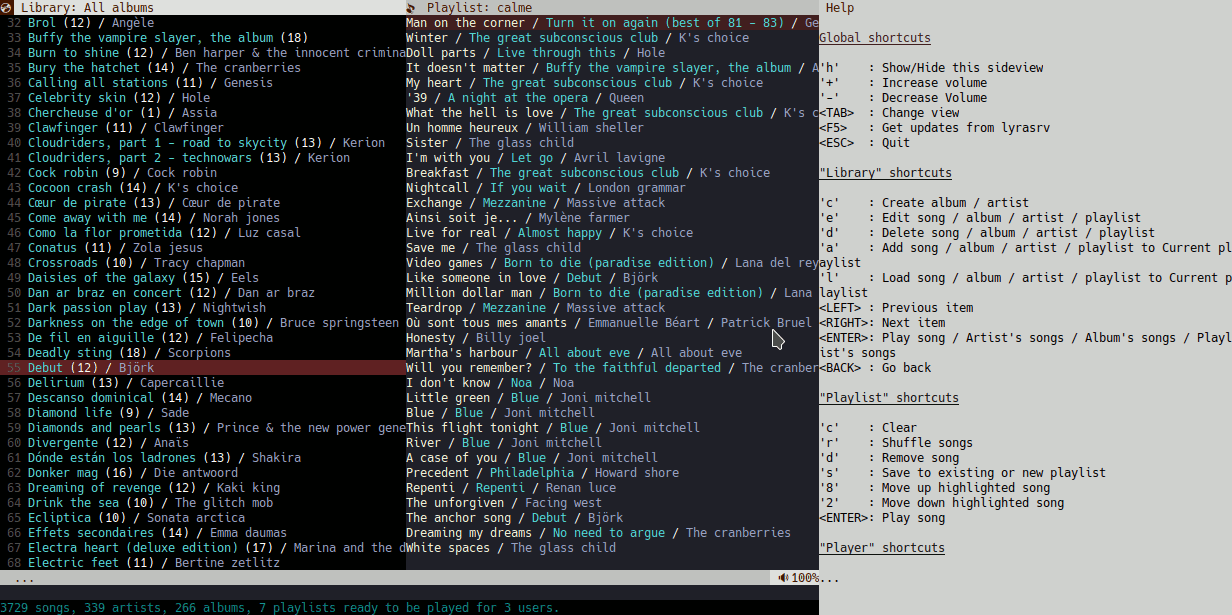 Library: All albums
32 Brol (12) / Angèle
33 Buffy the vampire slayer, the album (18)
34 Burn to shine (12) / Ben harper & the innocent crimina
35 Bury the hatchet (14) / The cranberries
36 Calling all stations (11) / Genesis
37 Celebrity skin (12) / Hole
38 Chercheuse d'or (1) / Assia
39 Clawfinger (11) / Clawfinger
40 Cloudriders, part 1 - road to skycity (13) / Kerion
41 Cloudriders, part 2 - technowars (13) / Kerion
42 Cock robin (9) / Cock robin
43 Cocoon crash (14) / K's choice
44 Cœur de pirate (13) / Cœur de pirate
45 Come away with me (14) / Norah jones
46 Como la flor prometida (12) / Luz casal
47 Conatus (11) / Zola jesus
48 Crossroads (10) / Tracy chapman
49 Daisies of the galaxy (15) / Eels
50 Dan ar braz en concert (12) / Dan ar braz
51 Dark passion play (13) / Nightwish
52 Darkness on the edge of town (10) / Bruce springsteen
53 De fil en aiguille (12) / Felipecha
54 Deadly sting (18) / Scorpions
55 Debut (12) / Björk
56 Delirium (13) / Capercaillie
57 Descanso dominical (14) / Mecano
58 Diamond life (9) / Sade
59 Diamonds and pearls (13) / Prince & the new power gene
60 Divergente (12) / Anaïs
61 Dónde están los ladrones (13) / Shakira
62 Donker mag (16) / Die antwoord
63 Dreaming of revenge (12) / Kaki king
64 Drink the sea (10) / The glitch mob
65 Ecliptica (10) / Sonata arctica
66 Effets secondaires (14) / Emma daumas
67 Electra heart (deluxe edition) (17) / Marina and the d
68 Electric feet (11) / Bertine zetlitz
...
Playlist: calme
Man on the corner / Turn it on again (best of 81 - 83) / Ge
Winter / The great subconscious club / K's choice
Doll parts / Live through this / Hole
It doesn't matter / Buffy the vampire slayer, the album / A
My heart / The great subconscious club / K's choice
'39 / A night at the opera / Queen
What the hell is love / The great subconscious club / K's c
Un homme heureux / William sheller
Sister / The glass child
I'm with you / Let go / Avril lavigne
Breakfast / The great subconscious club / K's choice
Nightcall / If you wait / London grammar
Exchange / Mezzanine / Massive attack
Ainsi soit je... / Mylène farmer
Live for real / Almost happy / K's choice
Save me / The glass child
Video games / Born to die (paradise edition) / Lana del rey
Like someone in love / Debut / Björk
Million dollar man / Born to die (paradise edition) / Lana
Teardrop / Mezzanine / Massive attack
Où sont tous mes amants / Emmanuelle Béart / Patrick Bruel
Honesty / Billy joel
Martha's harbour / All about eve / All about eve
Will you remember? / To the faithful departed / The cranber
I don't know / Noa / Noa
Little green / Blue / Joni mitchell
Blue / Blue / Joni mitchell
This flight tonight / Blue / Joni mitchell
River / Blue / Joni mitchell
A case of you / Blue / Joni mitchell
Precedent / Philadelphia / Howard shore
Repenti / Repenti / Renan luce
The unforgiven / Facing west
The anchor song / Debut / Björk
Dreaming my dreams / No need to argue / The cranberries
White spaces / The glass child
100%
Help
Global shortcuts
'h' : Show/Hide this sideview
'+' : Increase volume
'-' : Decrease Volume
<TAB> : Change view
<F5> : Get updates from lyrasrv
<ESC> : Quit
"Library" shortcuts
'c' : Create album / artist
'e' : Edit song / album / artist / playlist
'd' : Delete song / album / artist / playlist
'a' : Add song / album / artist / playlist to Current pl
aylist
'l' : Load song / album / artist / playlist to Current p
laylist
<LEFT> : Previous item
<RIGHT>: Next item
<ENTER>: Play song / Artist's songs / Album's songs / Playl
ist's songs
<BACK> : Go back
"Playlist" shortcuts
'c' : Clear
'r' : Shuffle songs
'd' : Remove song
's' : Save to existing or new playlist
'8' : Move up highlighted song
'2' : Move down highlighted song
<ENTER>: Play song
"Player" shortcuts
...
3729 songs, 339 artists, 266 albums, 7 playlists ready to be played for 3 users.